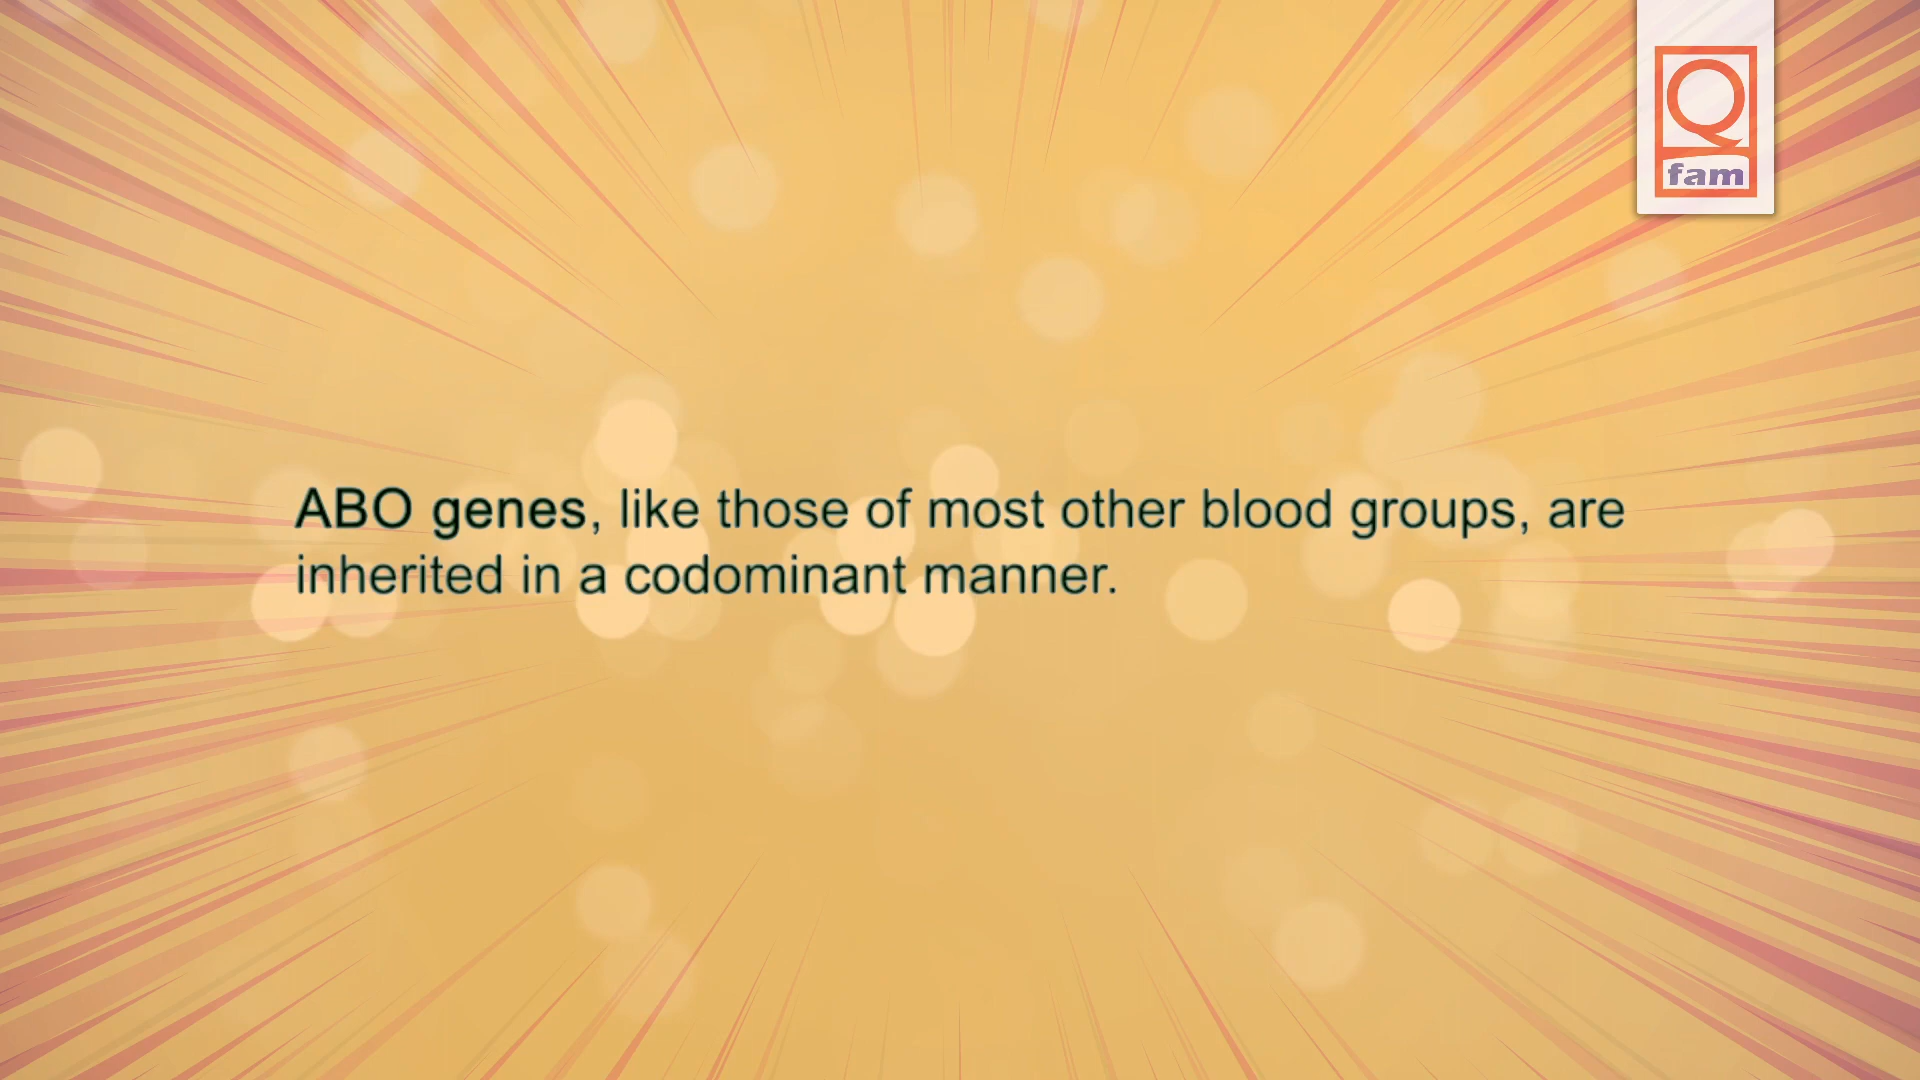 Q
fam
ABO genes, like those of most other blood groups, are
inherited in a codominant manner.